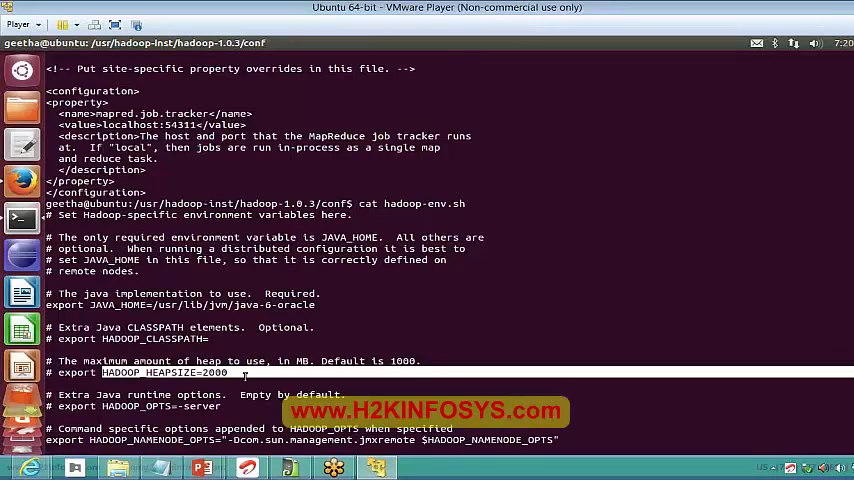 Ubuntu 64-bit - VMware Player (Non-commercial use only)
Player
geetha@ubuntu: /usr/hadoop-inst/hadoop-1.0.3/conf
7:20
<!-- Put site-specific property overrides in this file. -->
<configuration>
<property>
<name>mapred.job.tracker</name>
<value>localhost:54311</value>
<description>The host and port that the MapReduce job tracker runs
at. If "local", then jobs are run in-process as a single map
and reduce task.
</description>
</property>
</configuration>
geetha@ubuntu:/usr/hadoop-inst/hadoop-1.0.3/conf$ cat hadoop-env.sh
# Set Hadoop-specific environment variables here.
# The only required environment variable is JAVA_HOME. All others are
# optional. When running a distributed configuration it is best to
# set JAVA_HOME in this file, so that it is correctly defined on
# remote nodes.
# The java implementation to use. Required.
export JAVA_HOME=/usr/lib/jvm/java-6-oracle
# Extra Java CLASSPATH elements. Optional.
# export HADOOP_CLASSPATH=
# The maximum amount of heap to use, in MB. Default is 1000.
# export HADOOP_HEAPSIZE=2000
# Extra Java runtime options. Empty by default.
# export HADOOP_OPTS=-server
www.H2KINFOSYS.com
# Command specific options appended to HADOOP_OPTS when specified
export HADOOP_NAMENODE_OPTS="-Dcom.sun.management.jmxremote $HADOOP_NAMENODE_OPTS"